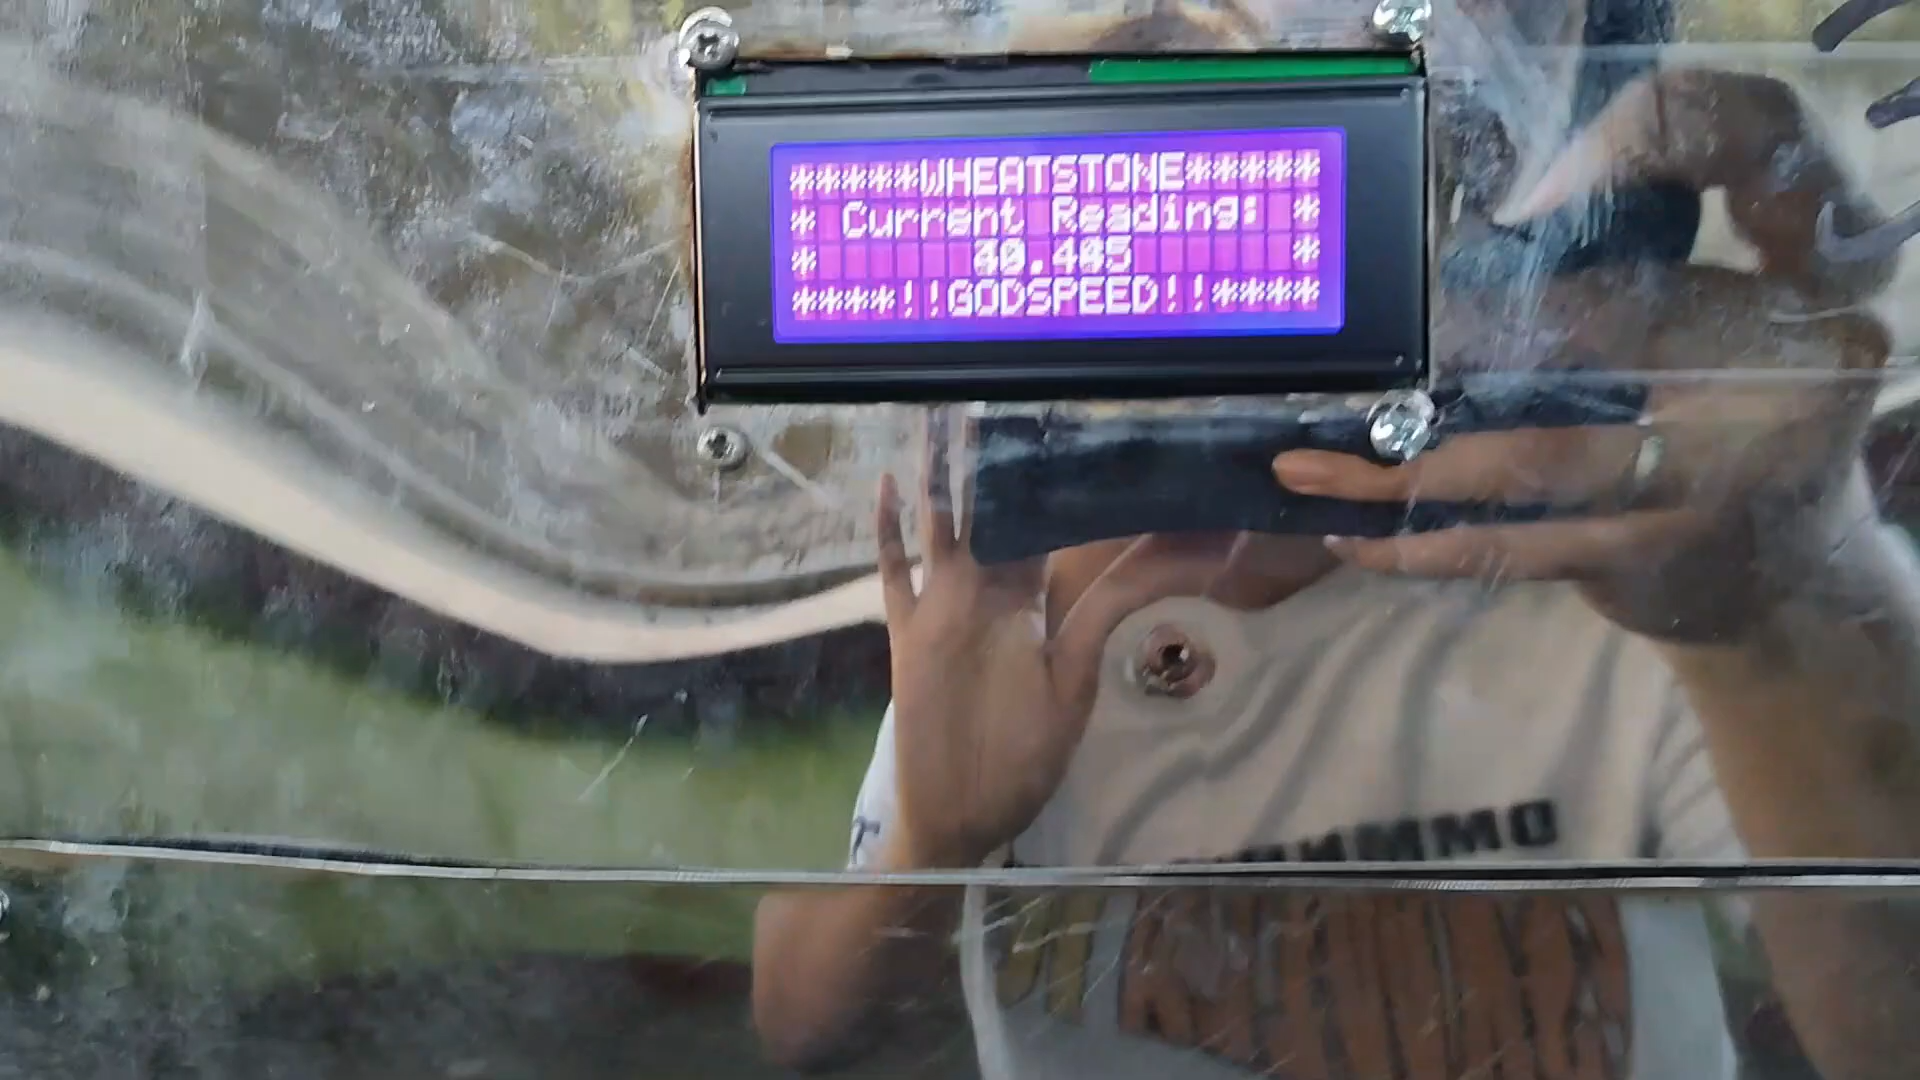 *****WHEATSTONE*****
* Current Reading: *
* 40.405 *
****!!GODSPEED!!****